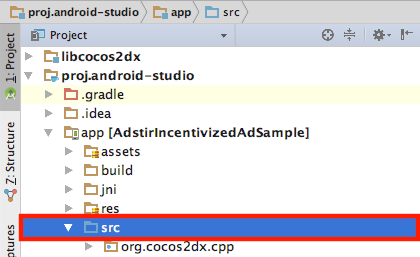 proj.android-studio app src
Project
libcocos2dx
proj.android-studio
.gradle
.idea
app [AdstirIncentivizedAdSample]
assets
build
jni
res
src
org.cocos2dx.cpp
1: Project
Z: Structure